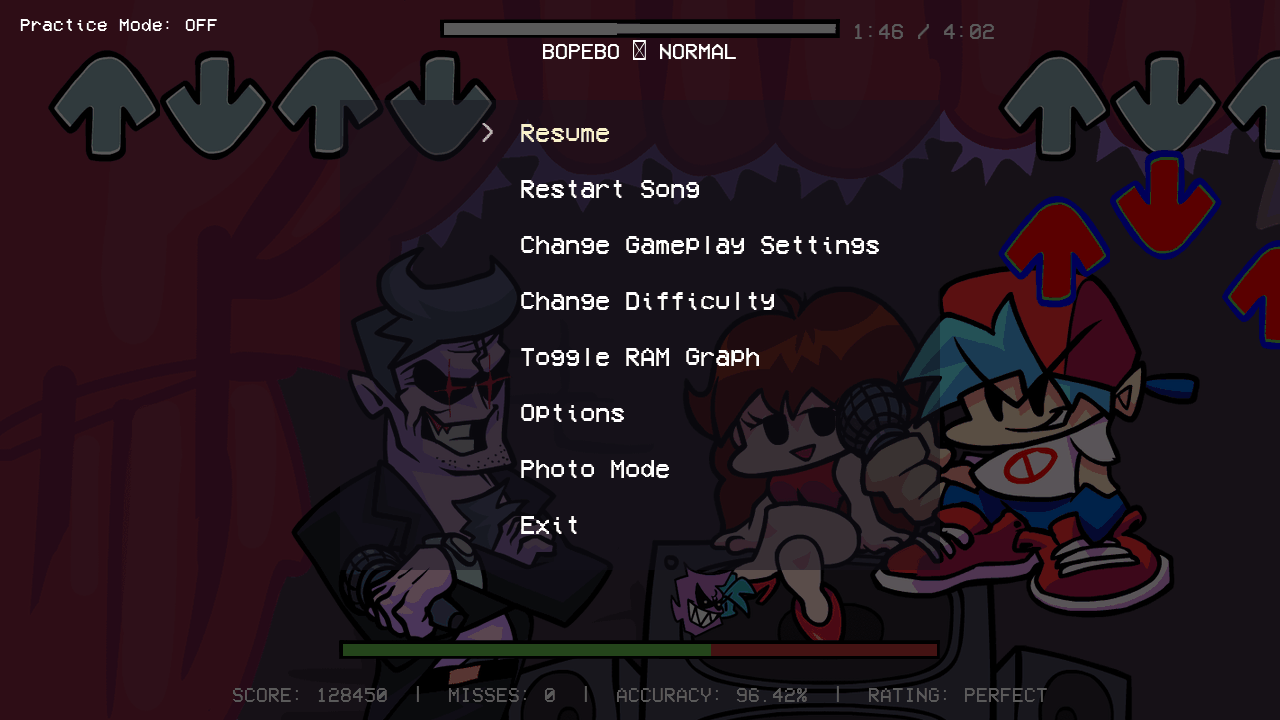 Practice Mode: OFF
1:46 / 4:02
BOPEBO ☒ NORMAL
> Resume
Restart Song
Change Gameplay Settings
Change Difficulty
Toggle RAM Graph
Options
Photo Mode
Exit
SCORE: 128450 | MISSES: 0 | ACCURACY: 96.42% | RATING: PERFECT